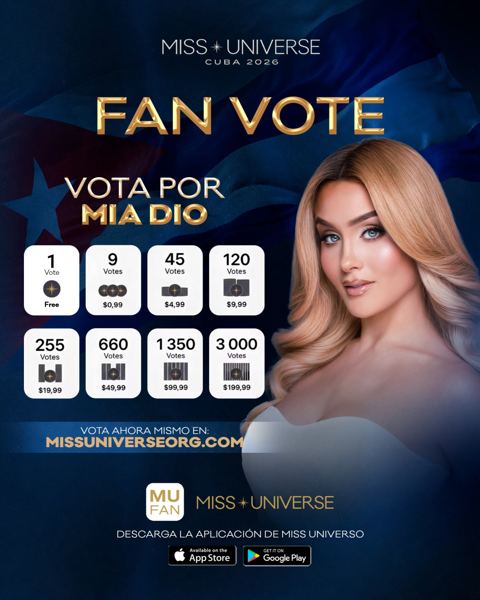 MISS UNIVERSE
CUBA 2026
FAN VOTE
VOTA POR
MIA DIO
1
Vote
Free
9
Votes
$0,99
45
Votes
$4,99
120
Votes
$9,99
255
Votes
$19,99
660
Votes
$49,99
1 350
Votes
$99,99
3 000
Votes
$199,99
VOTA AHORA MISMO EN:
MISSUNIVERSEORG.COM
MU
FAN
MISS UNIVERSE
DESCARGA LA APLICACIÓN DE MISS UNIVERSO
Available on the
App Store
GET IT ON
Google Play